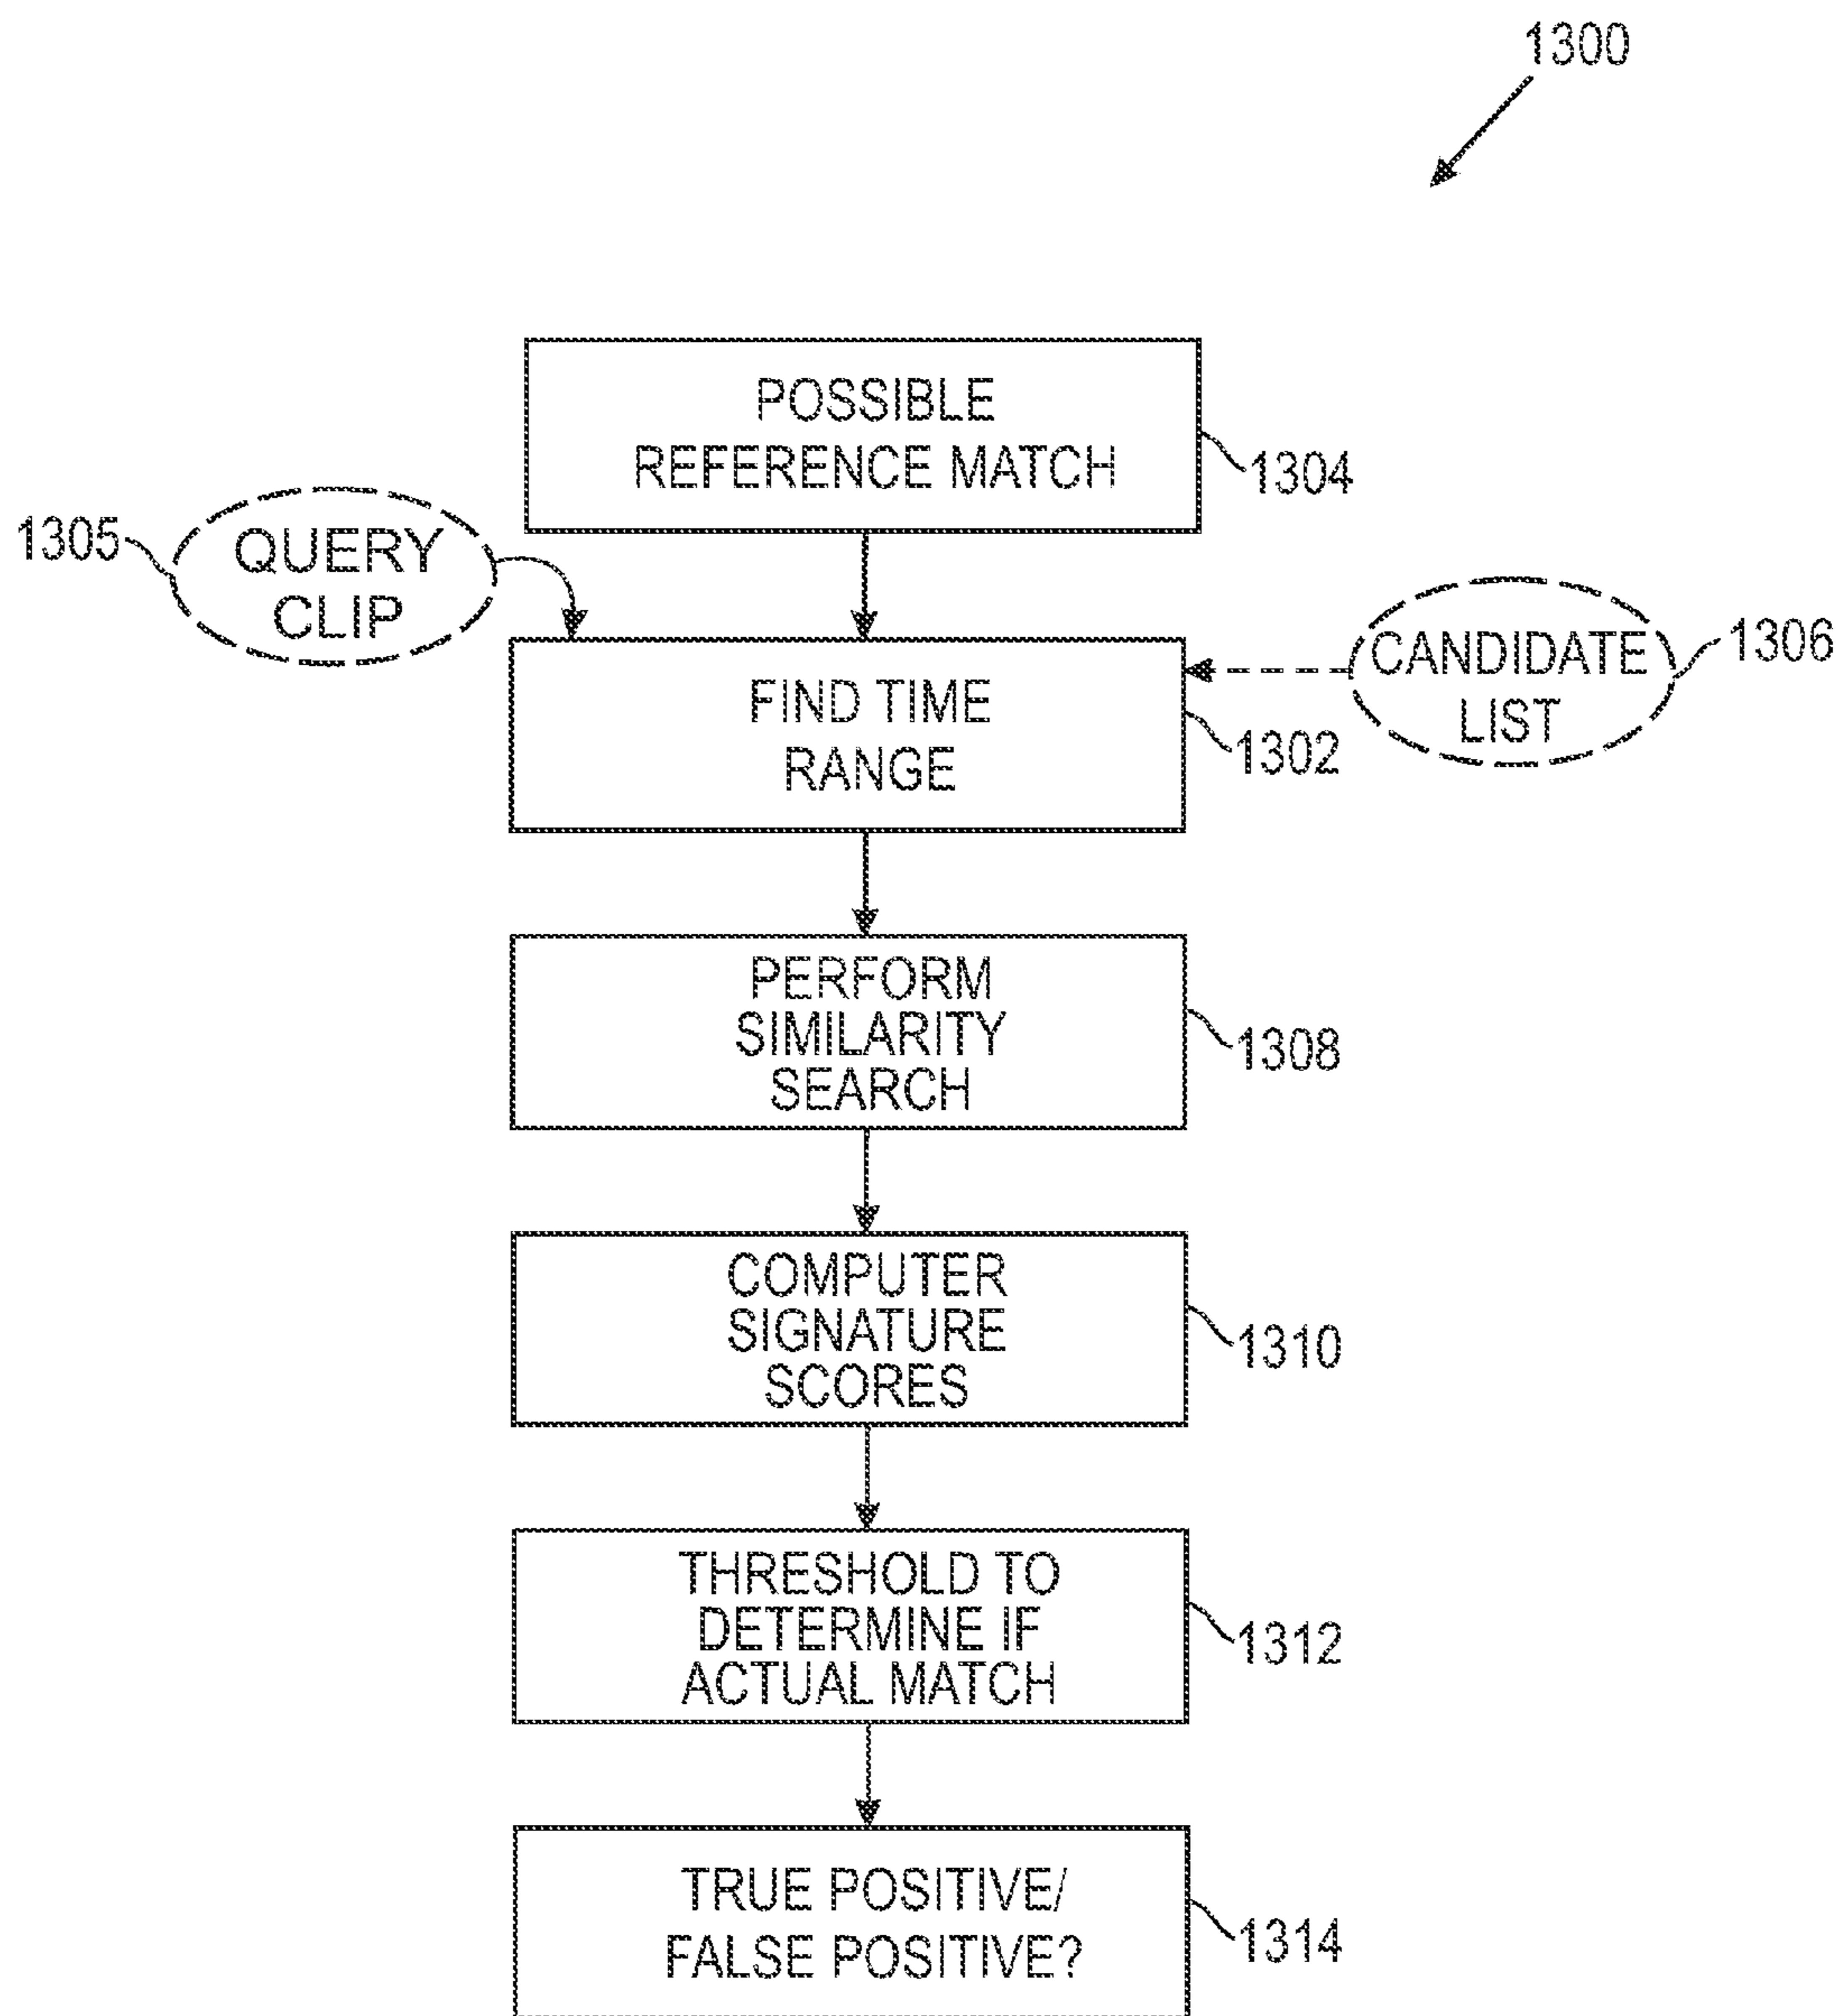 1300
POSSIBLE
REFERENCE MATCH
1304
1305
QUERY
CLIP
FIND TIME
RANGE
1302
CANDIDATE
LIST
1306
PERFORM
SIMILARITY
SEARCH
1308
COMPUTER
SIGNATURE
SCORES
1310
THRESHOLD TO
DETERMINE IF
ACTUAL MATCH
1312
TRUE POSITIVE/
FALSE POSITIVE?
1314